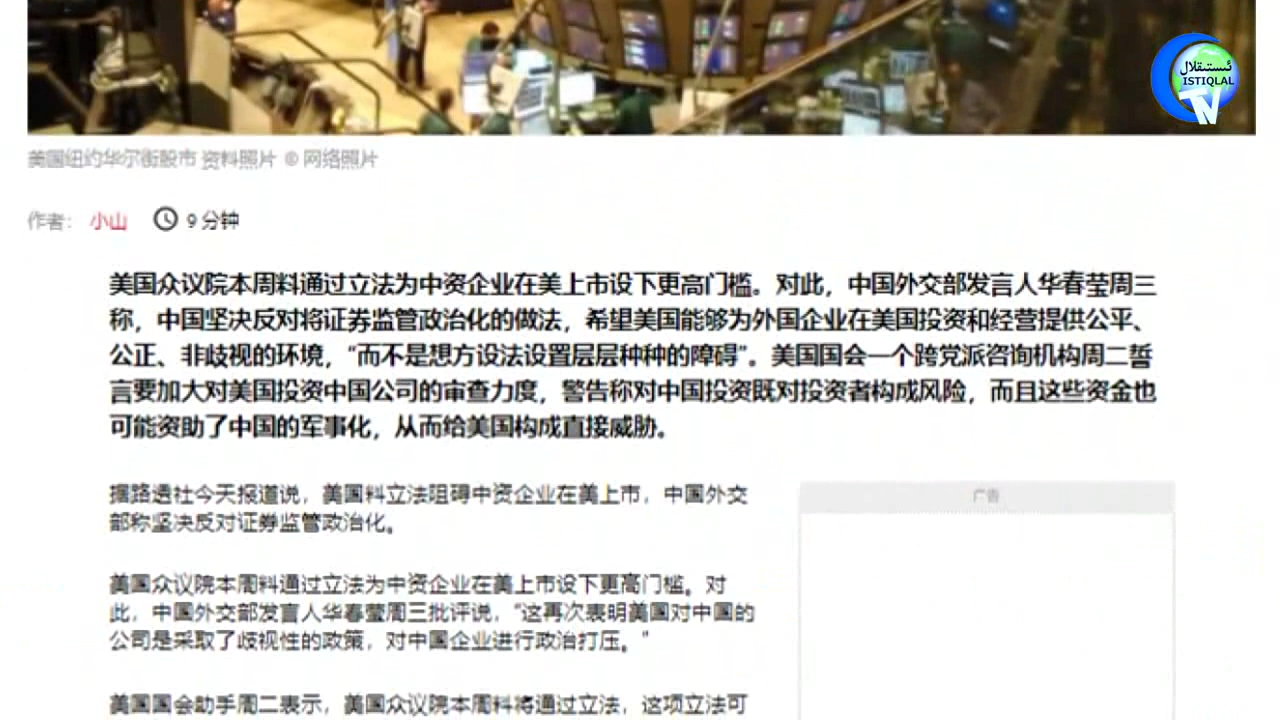 ئىستىقلال
ISTIQLAL
TV
美国纽约华尔街股市 资料照片 © 网络照片
作者： 小山 9 分钟
美国众议院本周料通过立法为中资企业在美上市设下更高门槛。对此，中国外交部发言人华春莹周三
称，中国坚决反对将证券监管政治化的做法，希望美国能够为外国企业在美国投资和经营提供公平、
公正、非歧视的环境，“而不是想方设法设置层层种种的障碍”。美国国会一个跨党派咨询机构周二誓
言要加大对美国投资中国公司的审查力度，警告称对中国投资既对投资者构成风险，而且这些资金也
可能资助了中国的军事化，从而给美国构成直接威胁。
据路透社今天报道说，美国料立法阻碍中资企业在美上市，中国外交
部称坚决反对证券监管政治化。
广告
美国众议院本周料通过立法为中资企业在美上市设下更高门槛。对
此，中国外交部发言人华春莹周三批评说，“这再次表明美国对中国的
公司是采取了歧视性的政策，对中国企业进行政治打压。”
美国国会助手周二表示，美国众议院本周料将通过立法，这项立法可